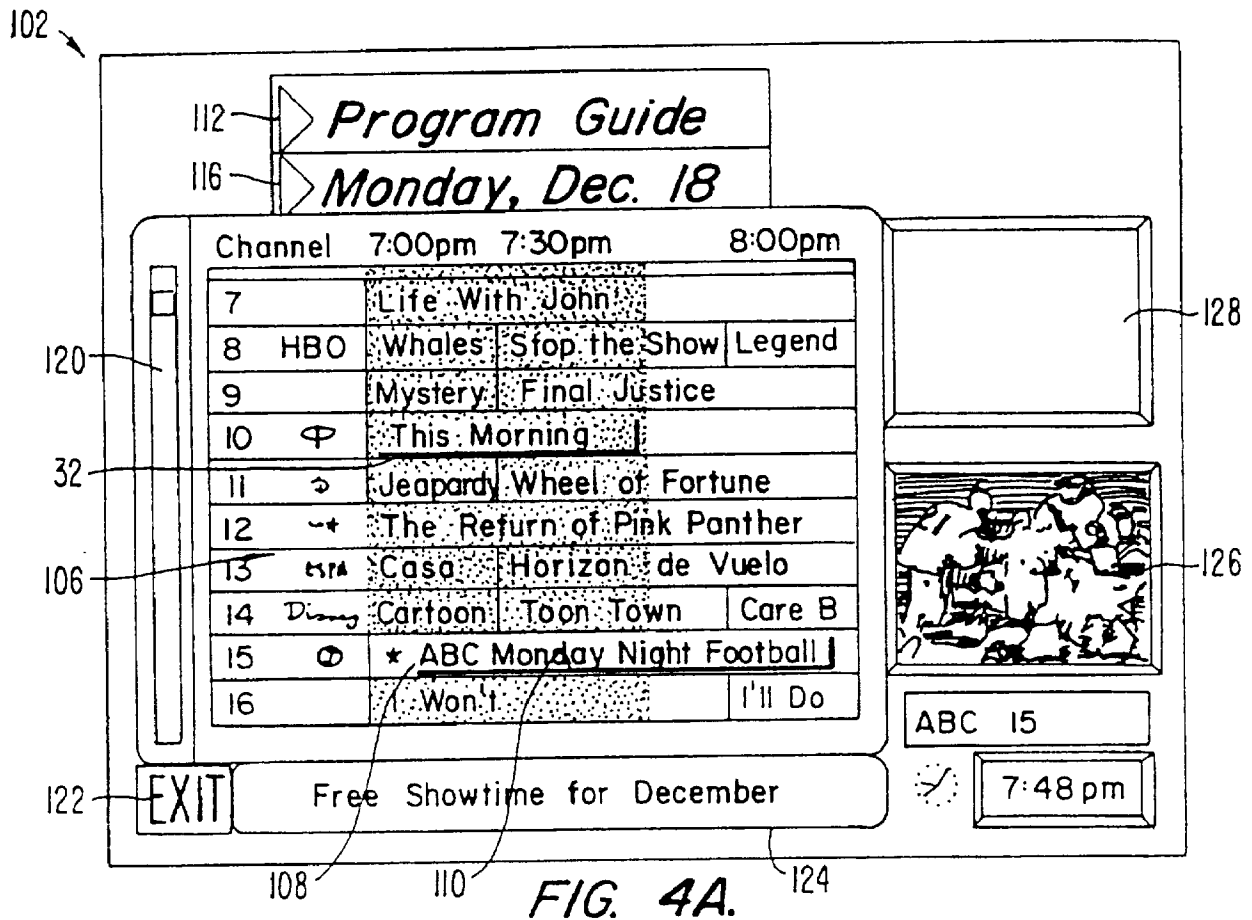 102
112 Program Guide
116 Monday, Dec. 18
Channel 7:00pm 7:30pm 8:00pm
7 Life With John
8 HBO Whales Stop the Show Legend
9 Mystery Final Justice
10 This Morning
11 Jeapardy Wheel of Fortune
12 The Return of Pink Panther
13 Casa Horizon de Vuelo
14 Disney Cartoon Toon Town Care B
15 ★ ABC Monday Night Football
16 I Won't I'll Do
120
32
106
128
126
ABC 15
122 EXIT Free Showtime for December 7:48pm
108 110 124
FIG. 4A.